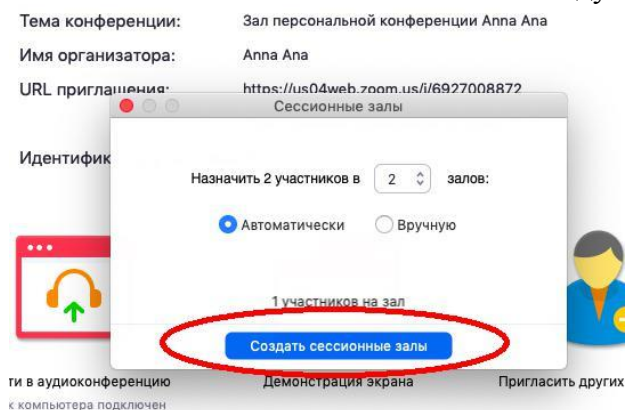 Тема конференции: Зал персональной конференции Anna Ana
Имя организатора: Anna Ana
URL приглашения: https://us04web.zoom.us/j/6927008872
Сессионные залы
Идентифик
Назначить 2 участников в 2 залов:
Автоматически Вручную
1 участников на зал
Создать сессионные залы
ти в аудиоконференцию Демонстрация экрана Пригласить других
к компьютера подключен